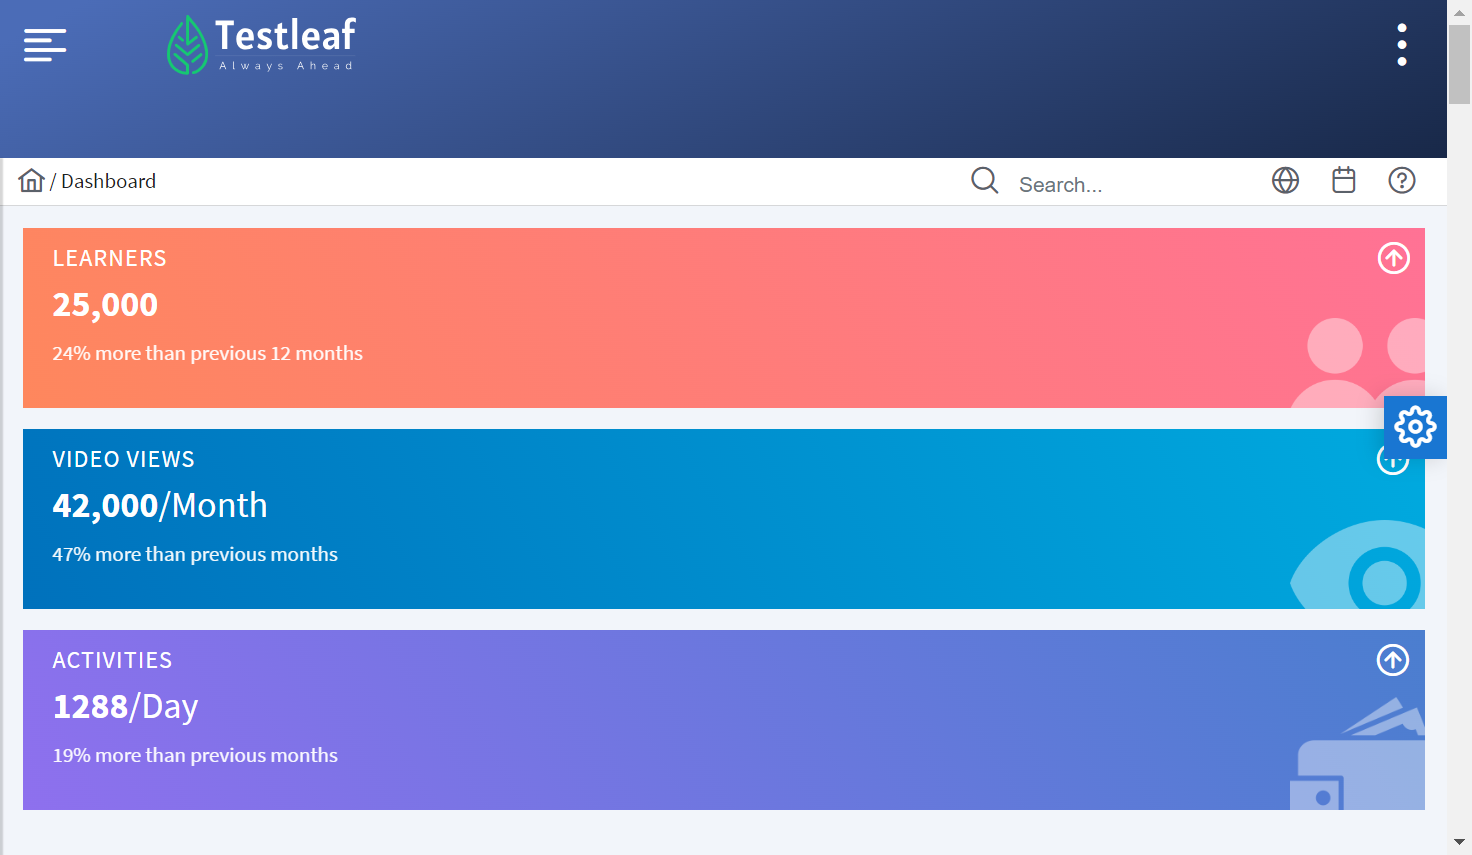 Testleaf
Always Ahead
/ Dashboard
Search...
LEARNERS
25,000
24% more than previous 12 months
VIDEO VIEWS
42,000/Month
47% more than previous months
ACTIVITIES
1288/Day
19% more than previous months